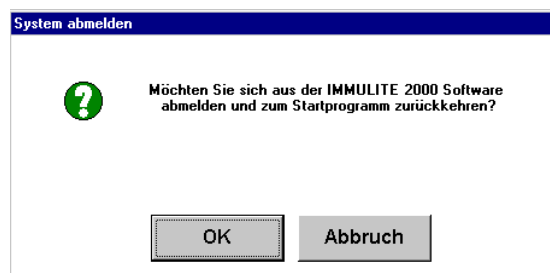 System abmelden
Möchten Sie sich aus der IMMULITE 2000 Software
abmelden und zum Startprogramm zurückkehren?
OK
Abbruch